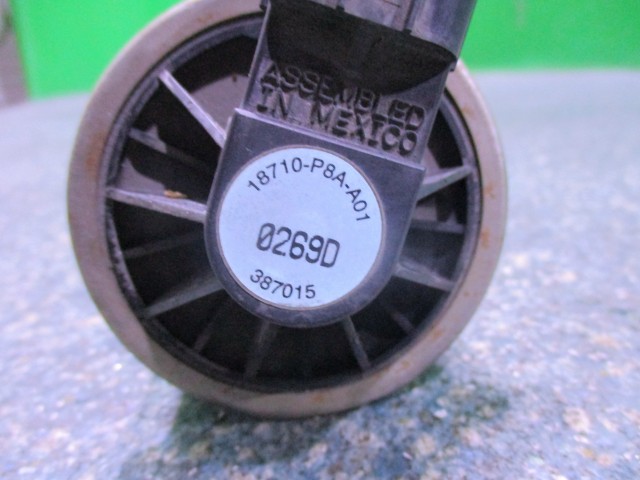 ASSEMBLED
IN MEXICO
18710-P8A-A01
0269D
387015